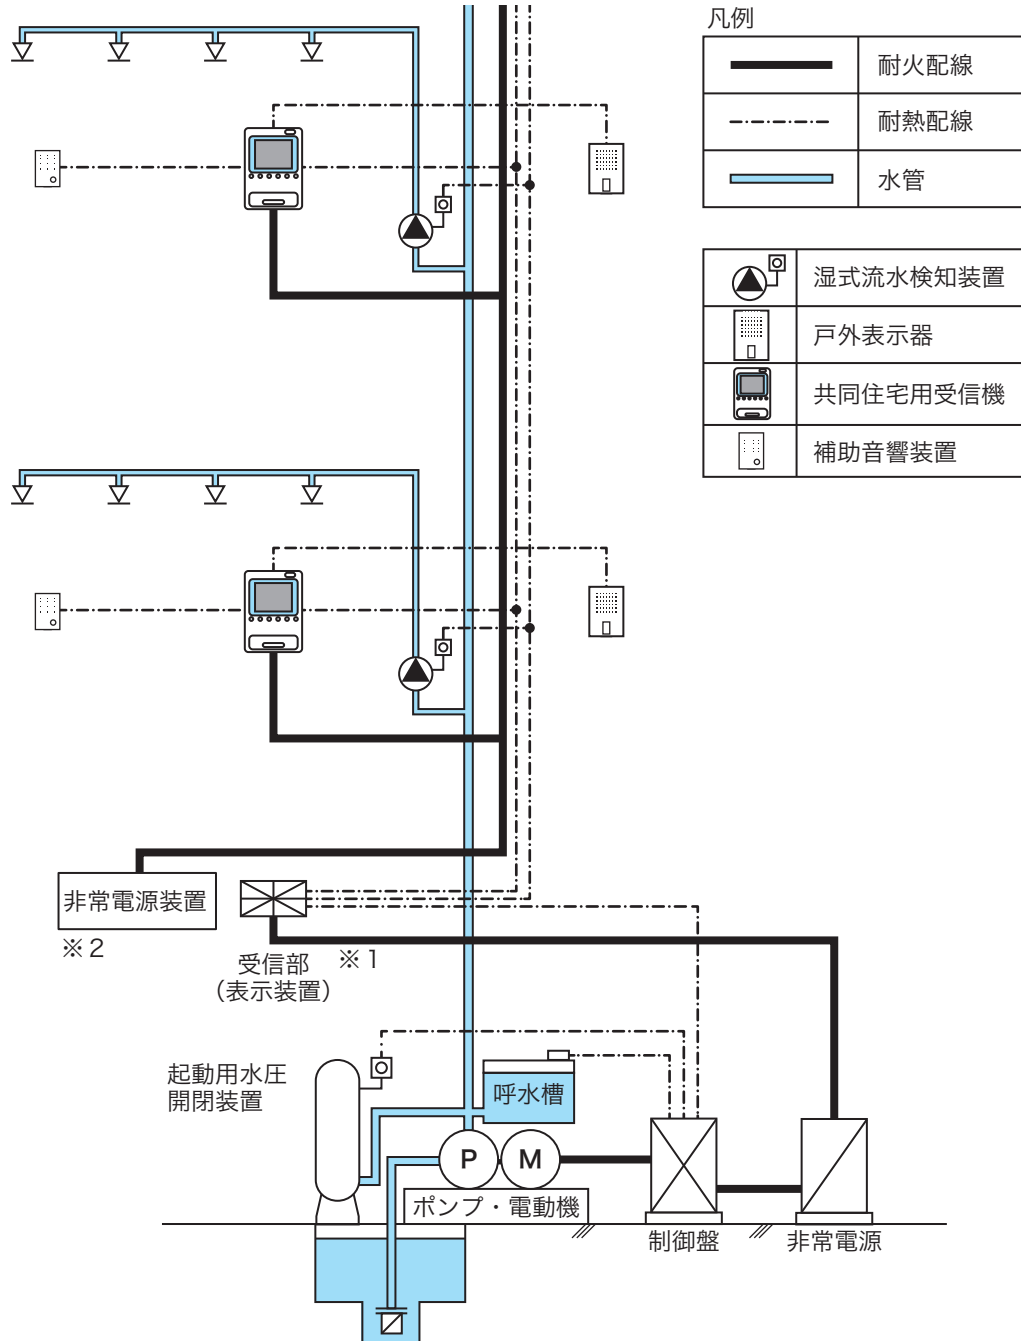 凡例
耐火配線
耐熱配線
水管
湿式流水検知装置
戸外表示器
共同住宅用受信機
補助音響装置
非常電源装置
※2
受信部
（表示装置）
※1
起動用水圧
開閉装置
呼水槽
P
M
ポンプ・電動機
制御盤
非常電源